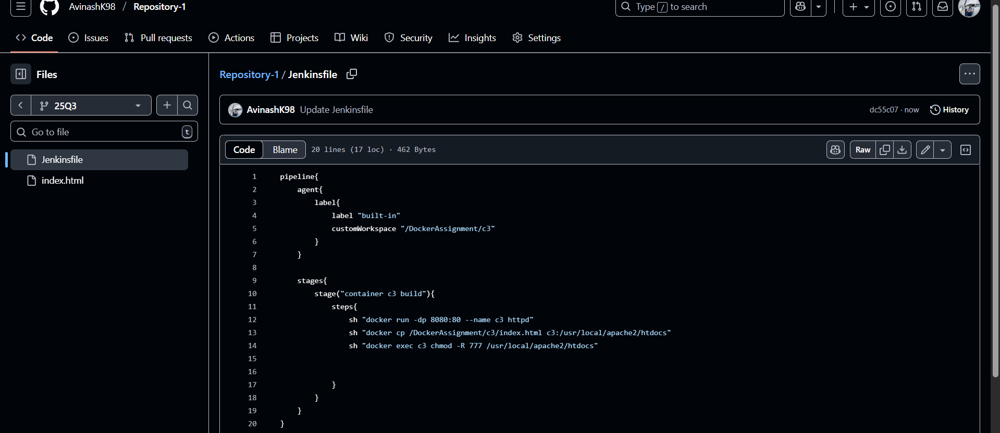 AvinashK98 / Repository-1
Type / to search
Code Issues Pull requests Actions Projects Wiki Security Insights Settings
Files
25Q3
Go to file t
Jenkinsfile
index.html
Repository-1 / Jenkinsfile
AvinashK98 Update Jenkinsfile dc55c07 · now History
Code Blame 20 lines (17 loc) · 462 Bytes Raw
1 pipeline{
2     agent{
3         label{
4             label "built-in"
5             customWorkspace "/DockerAssignment/c3"
6         }
7     }
8
9     stages{
10         stage("container c3 build"){
11             steps{
12                 sh "docker run -dp 8080:80 --name c3 httpd"
13                 sh "docker cp /DockerAssignment/c3/index.html c3:/usr/local/apache2/htdocs"
14                 sh "docker exec c3 chmod -R 777 /usr/local/apache2/htdocs"
15
16
17             }
18         }
19     }
20 }